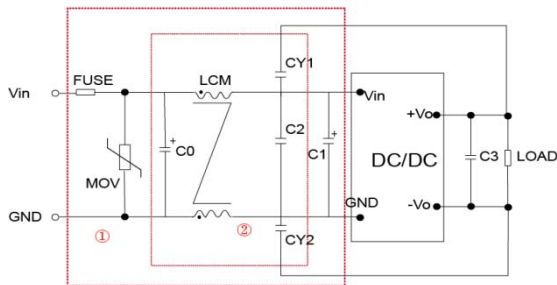 CY1
FUSE
LCM
Vin
Vin
+Vo
C2
C0
C1
DC/DC
C3
LOAD
MOV
GND
GND
-Vo
①
②
CY2